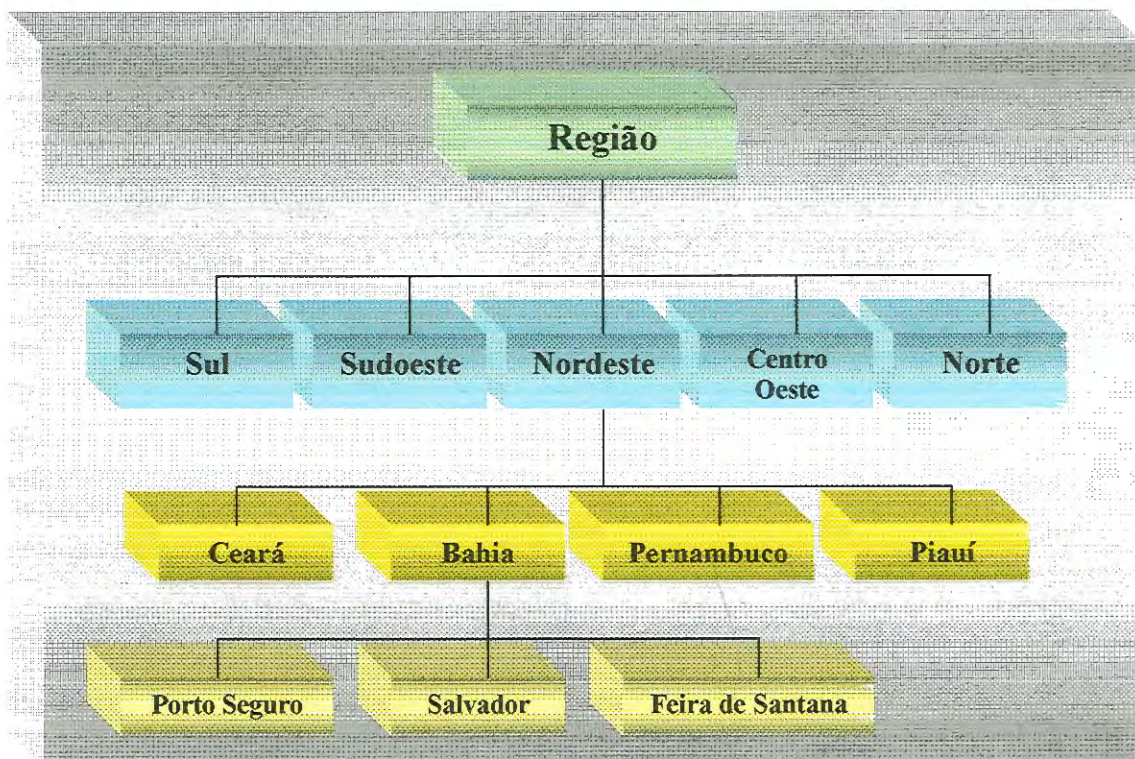 Região
Sul
Sudoeste
Nordeste
Centro
Oeste
Norte
Ceará
Bahia
Pernambuco
Piauí
Porto Seguro
Salvador
Feira de Santana